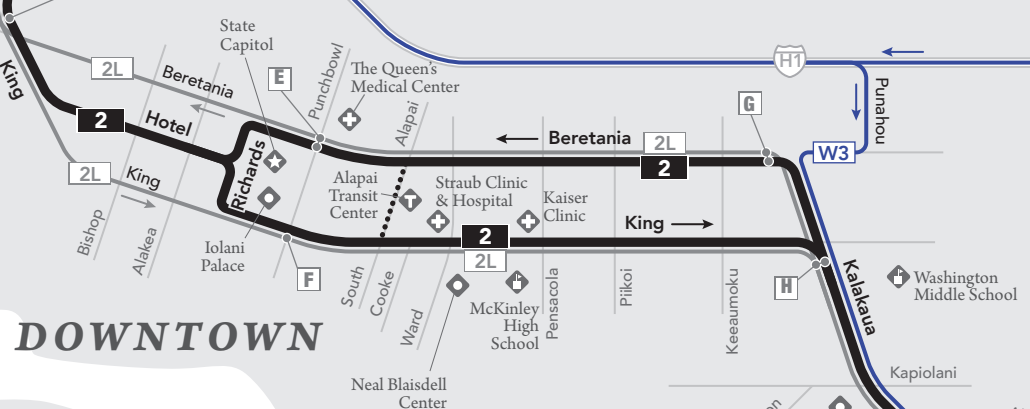 State
Capitol
E
Punchbowl
The Queen's
Medical Center
Alapai
H1
Punahou
G
W3
King
2L
Beretania
2
Hotel
Richards
Beretania
2L
2
2L
King
Bishop
Alakea
Iolani
Palace
F
Alapai
Transit
Center
Straub Clinic
& Hospital
Kaiser
Clinic
King
2
2L
South
Cooke
Ward
McKinley
High
School
Pensacola
Piikoi
Keeaumoku
H
Kalakaua
Washington
Middle School
DOWNTOWN
Neal Blaisdell
Center
Kapiolani